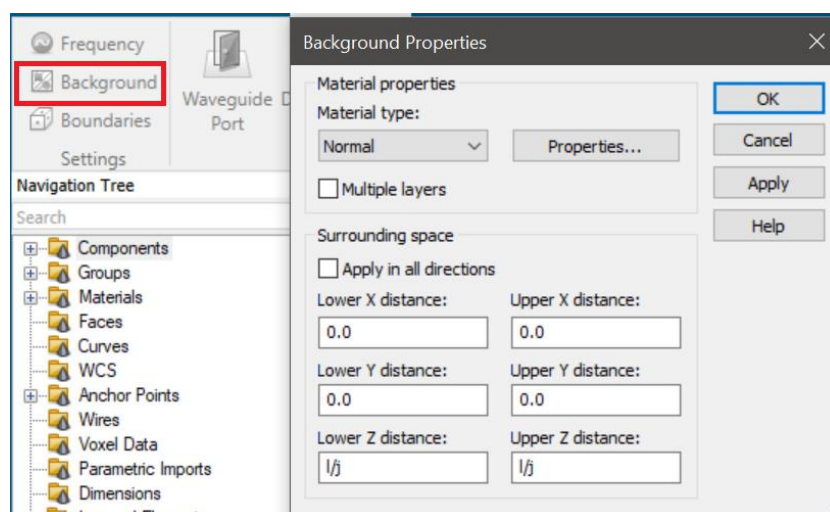 Frequency
Background
Boundaries
Settings
Waveguide D
Port
Navigation Tree
Search
Components
Groups
Materials
Faces
Curves
WCS
Anchor Points
Wires
Voxel Data
Parametric Imports
Dimensions
Background Properties
Material properties
Material type:
Normal
Properties...
Multiple layers
OK
Cancel
Apply
Help
Surrounding space
Apply in all directions
Lower X distance: Upper X distance:
0.0 0.0
Lower Y distance: Upper Y distance:
0.0 0.0
Lower Z distance: Upper Z distance:
l/j l/j